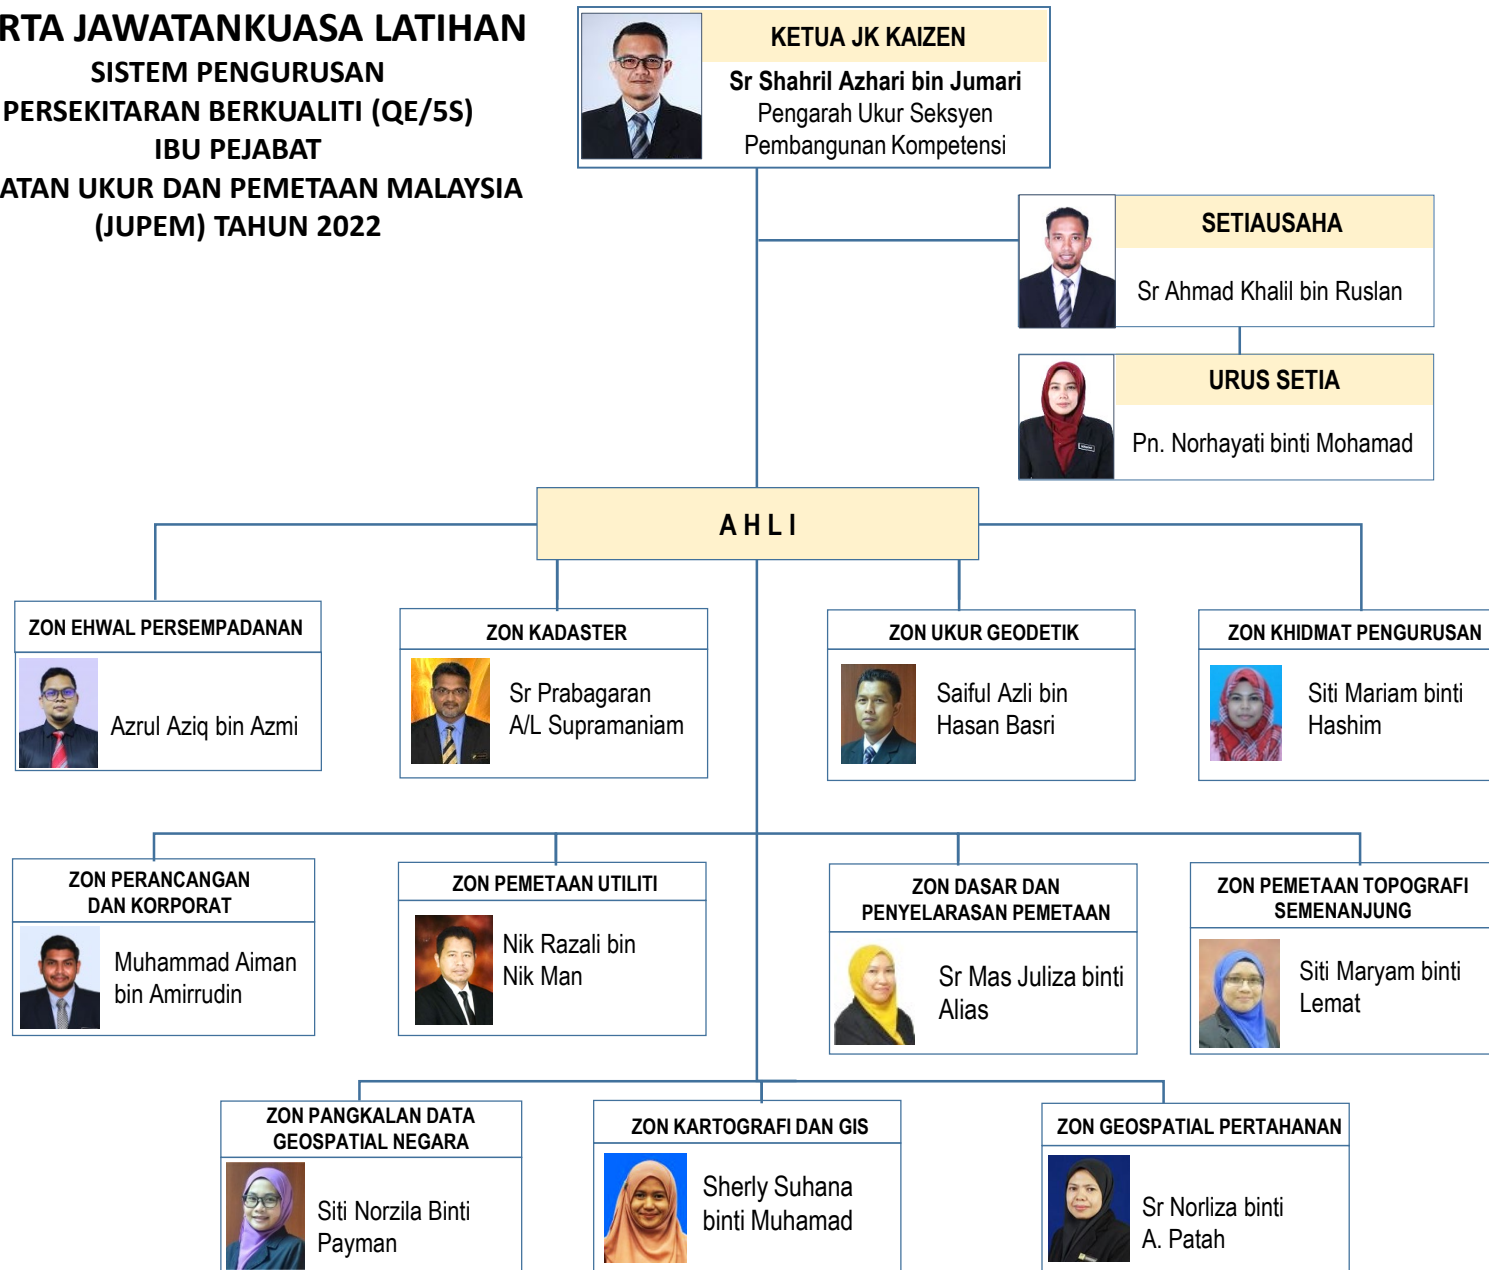 RTA JAWATANKUASA LATIHAN
SISTEM PENGURUSAN
PERSEKITARAN BERKUALITI (QE/5S)
IBU PEJABAT
ATAN UKUR DAN PEMETAAN MALAYSIA
(JUPEM) TAHUN 2022
KETUA JK KAIZEN
Sr Shahril Azhari bin Jumari
Pengarah Ukur Seksyen
Pembangunan Kompetensi
SETIAUSAHA
Sr Ahmad Khalil bin Ruslan
URUS SETIA
Pn. Norhayati binti Mohamad
A H L I
ZON EHWAL PERSEMPADANAN
Azrul Aziq bin Azmi
ZON KADASTER
Sr Prabagaran
A/L Supramaniam
ZON UKUR GEODETIK
Saiful Azli bin
Hasan Basri
ZON KHIDMAT PENGURUSAN
Siti Mariam binti
Hashim
ZON PERANCANGAN
DAN KORPORAT
Muhammad Aiman
bin Amirrudin
ZON PEMETAAN UTILITI
Nik Razali bin
Nik Man
ZON DASAR DAN
PENYELARASAN PEMETAAN
Sr Mas Juliza binti
Alias
ZON PEMETAAN TOPOGRAFI
SEMENANJUNG
Siti Maryam binti
Lemat
ZON PANGKALAN DATA
GEOSPATIAL NEGARA
Siti Norzila Binti
Payman
ZON KARTOGRAFI DAN GIS
Sherly Suhana
binti Muhamad
ZON GEOSPATIAL PERTAHANAN
Sr Norliza binti
A. Patah